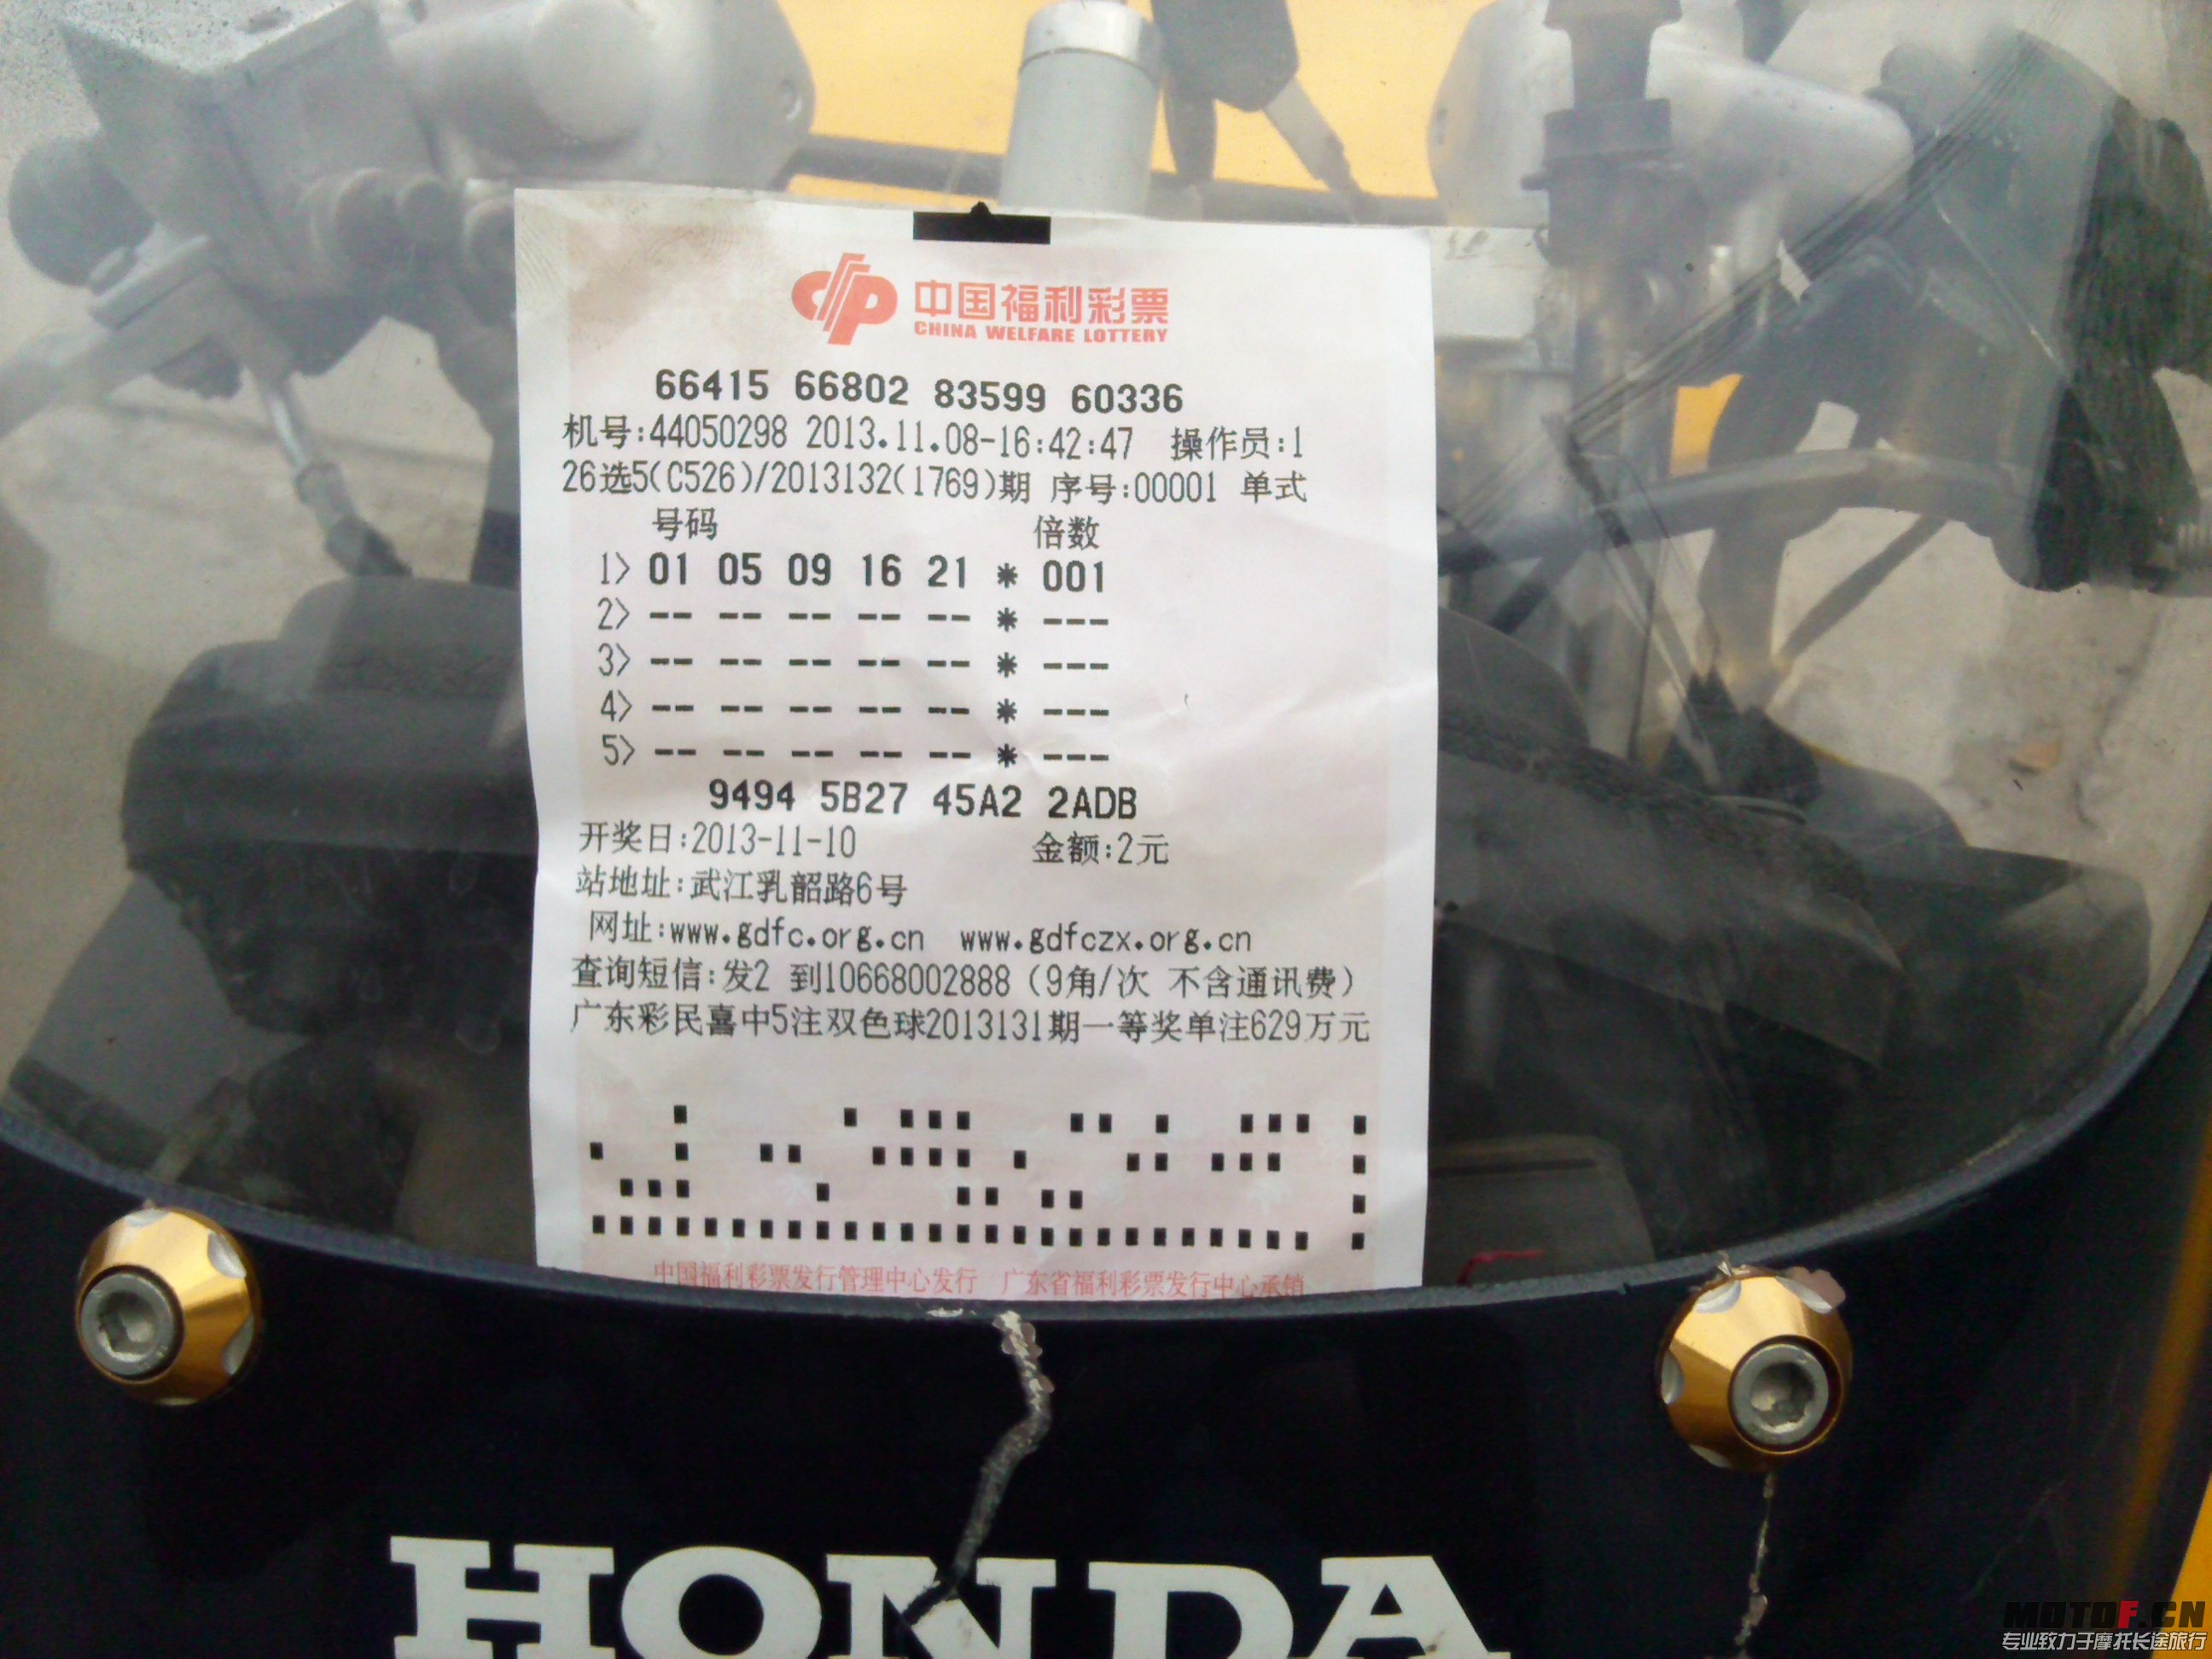 中国福利彩票
CHINA WELFARE LOTTERY
66415 66802 83599 60336
机号:44050298 2013.11.08-16:42:47 操作员:1
26选5(C526)/2013132(1769)期 序号:00001 单式
号码 倍数
1> 01 05 09 16 21 * 001
2> -- -- -- -- -- * ---
3> -- -- -- -- -- * ---
4> -- -- -- -- -- * ---
5> -- -- -- -- -- * ---
9494 5B27 45A2 2ADB
开奖日:2013-11-10 金额:2元
站地址:武江乳韶路6号
网址:www.gdfc.org.cn www.gdfczx.org.cn
查询短信:发2 到10668002888（9角/次 不含通讯费）
广东彩民喜中5注双色球2013131期一等奖单注629万元
中国福利彩票发行管理中心发行 广东省福利彩票发行中心承销
HONDA
MOTOF.CN
专业致力于摩托长途旅行